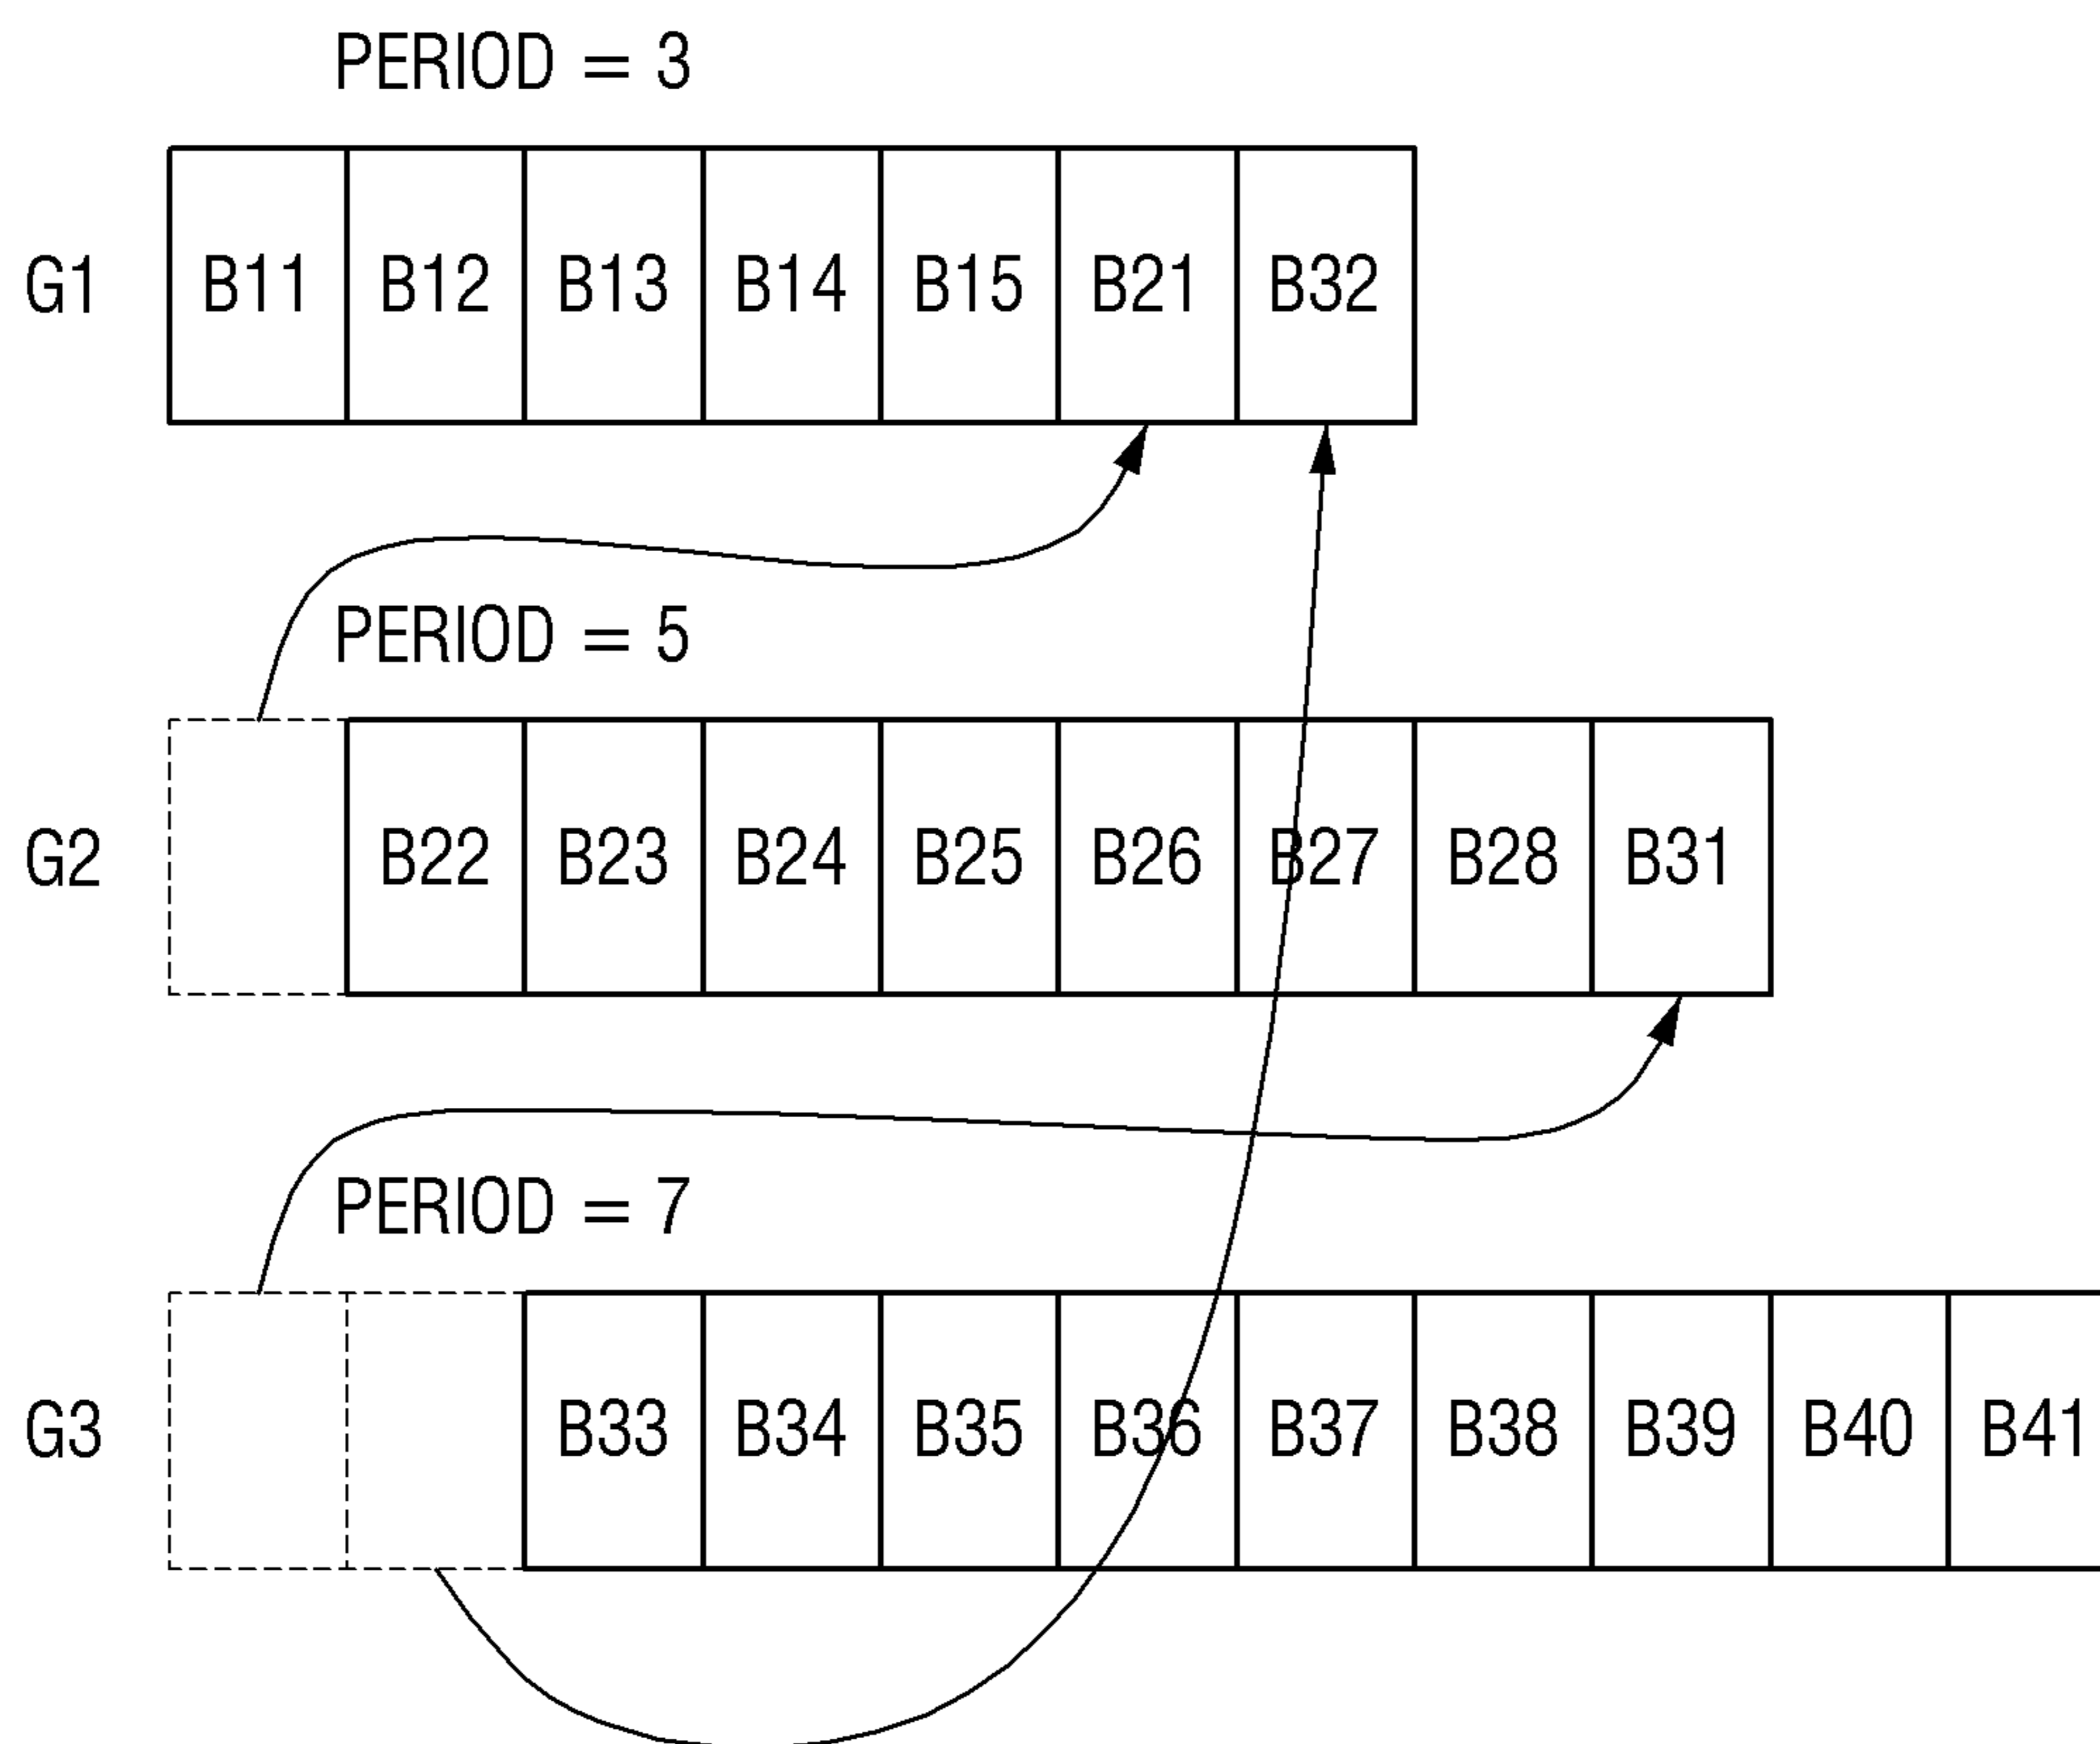 PERIOD = 3
G1 B11 B12 B13 B14 B15 B21 B32
PERIOD = 5
G2 B22 B23 B24 B25 B26 B27 B28 B31
PERIOD = 7
G3 B33 B34 B35 B36 B37 B38 B39 B40 B41